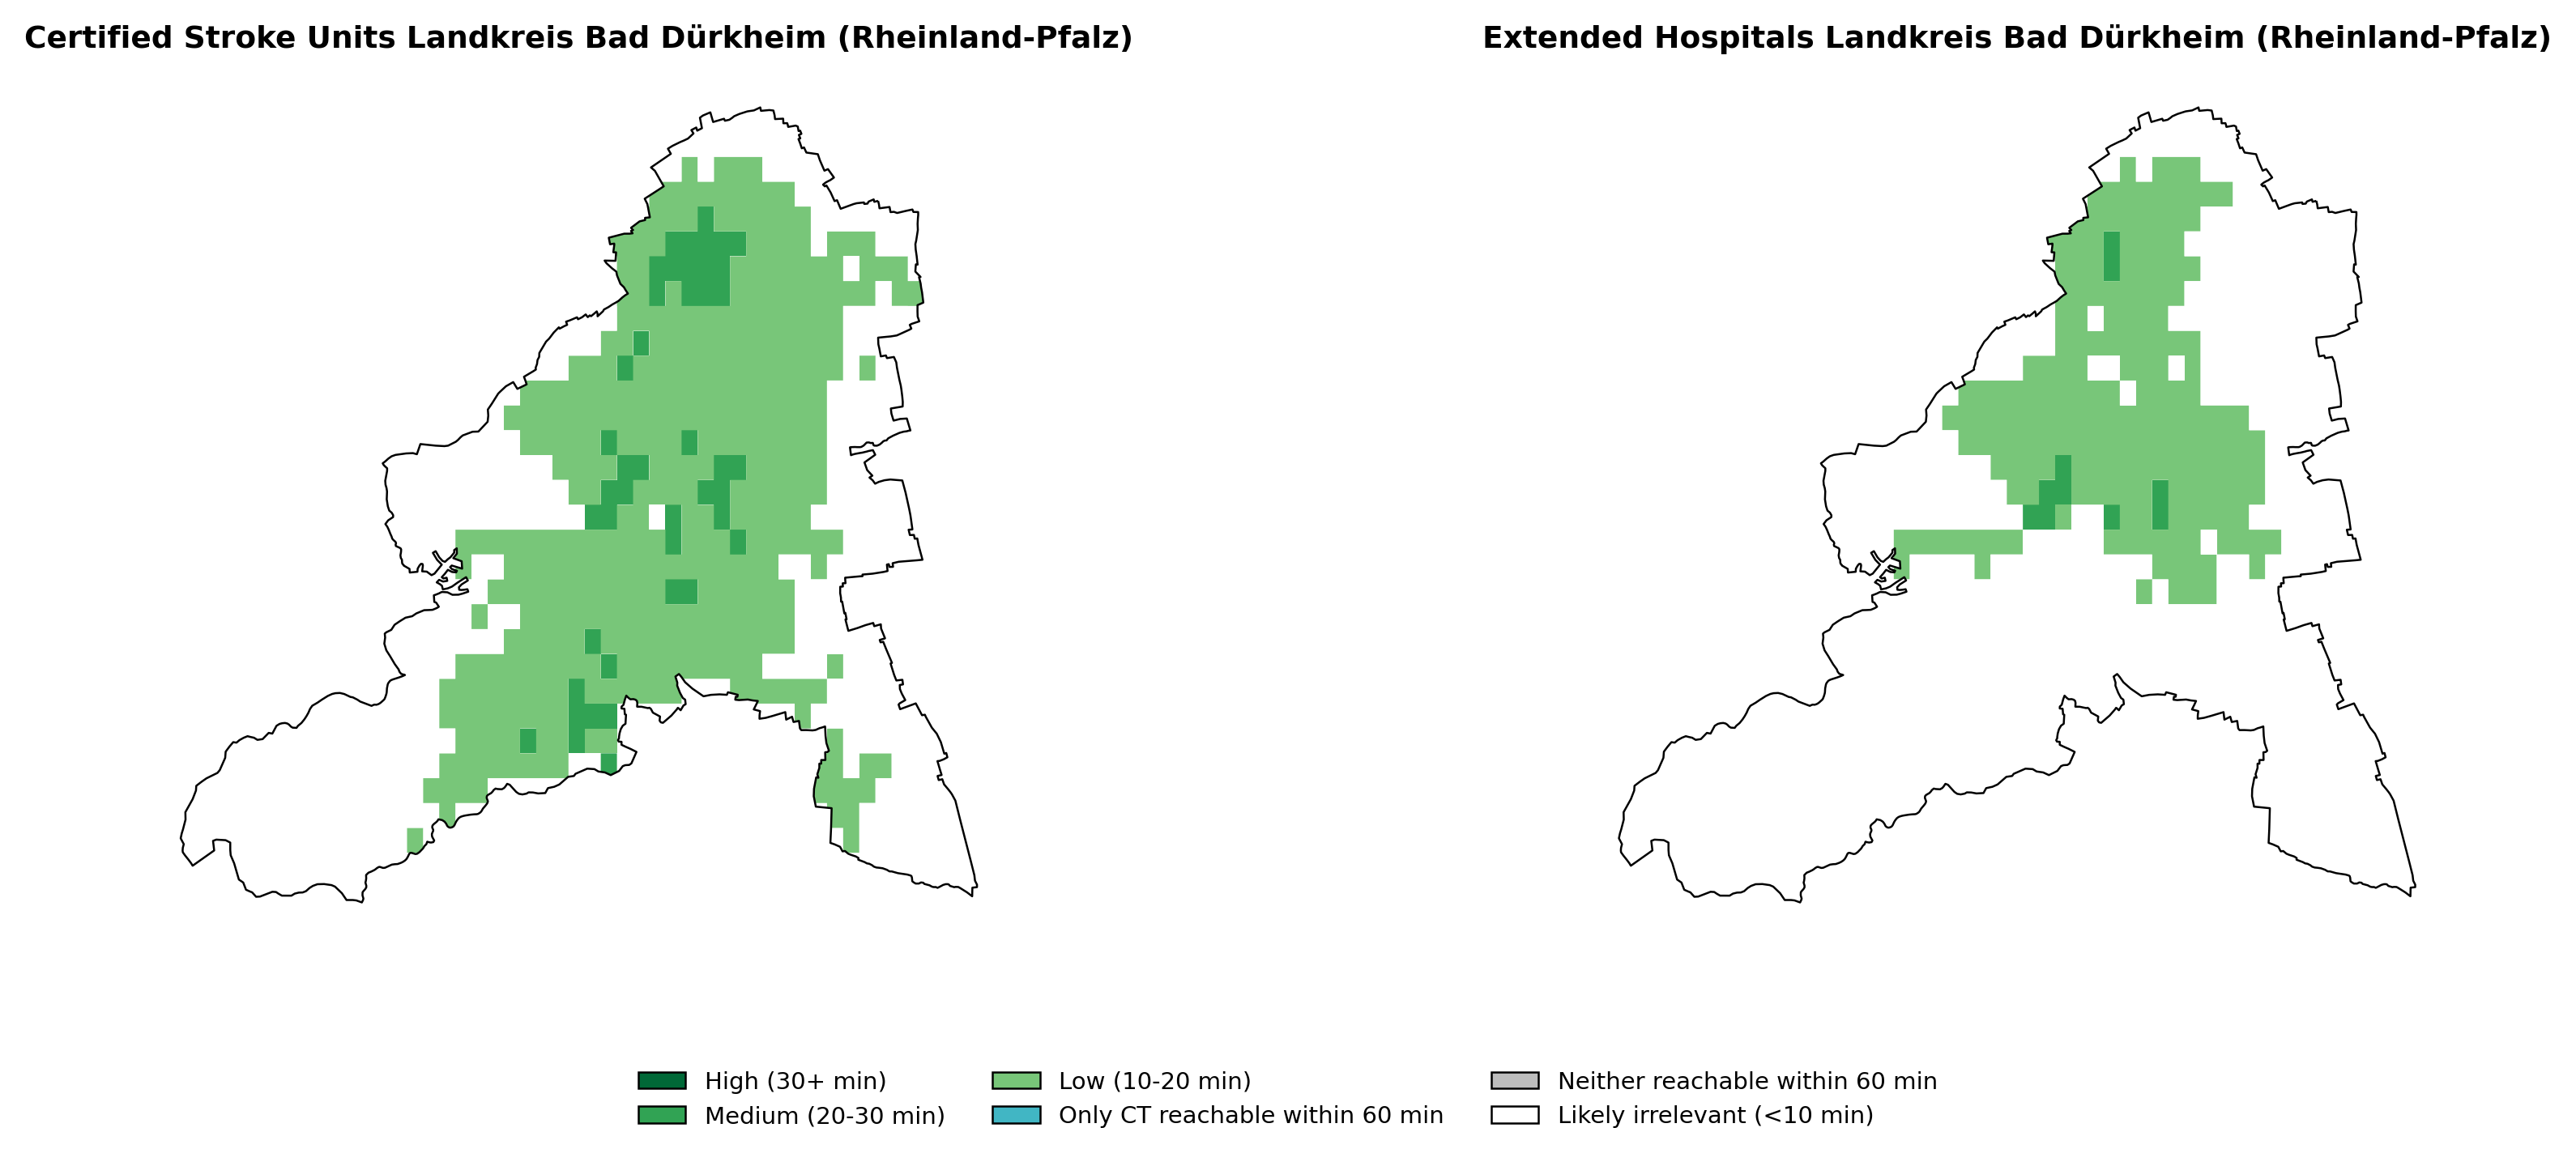 Certified Stroke Units Landkreis Bad Dürkheim (Rheinland-Pfalz)
Extended Hospitals Landkreis Bad Dürkheim (Rheinland-Pfalz)
High (30+ min)
Medium (20-30 min)
Low (10-20 min)
Only CT reachable within 60 min
Neither reachable within 60 min
Likely irrelevant (<10 min)